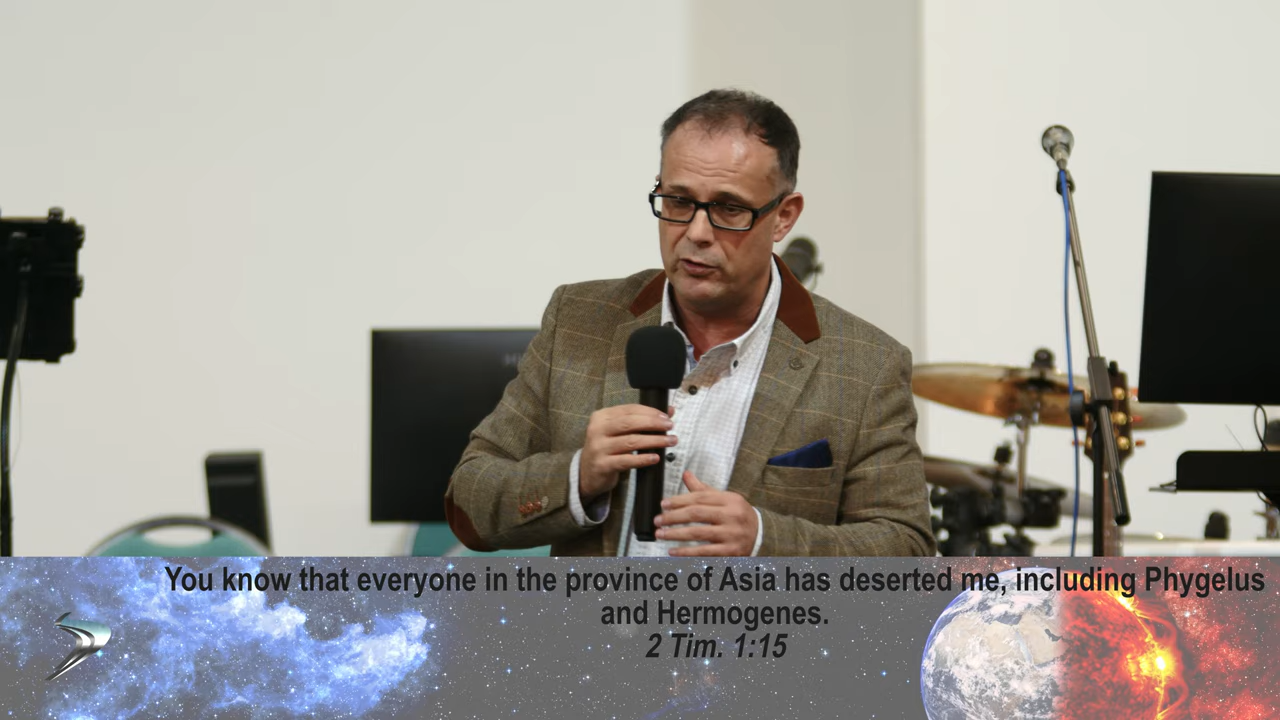 You know that everyone in the province of Asia has deserted me, including Phygelus
and Hermogenes.
2 Tim. 1:15